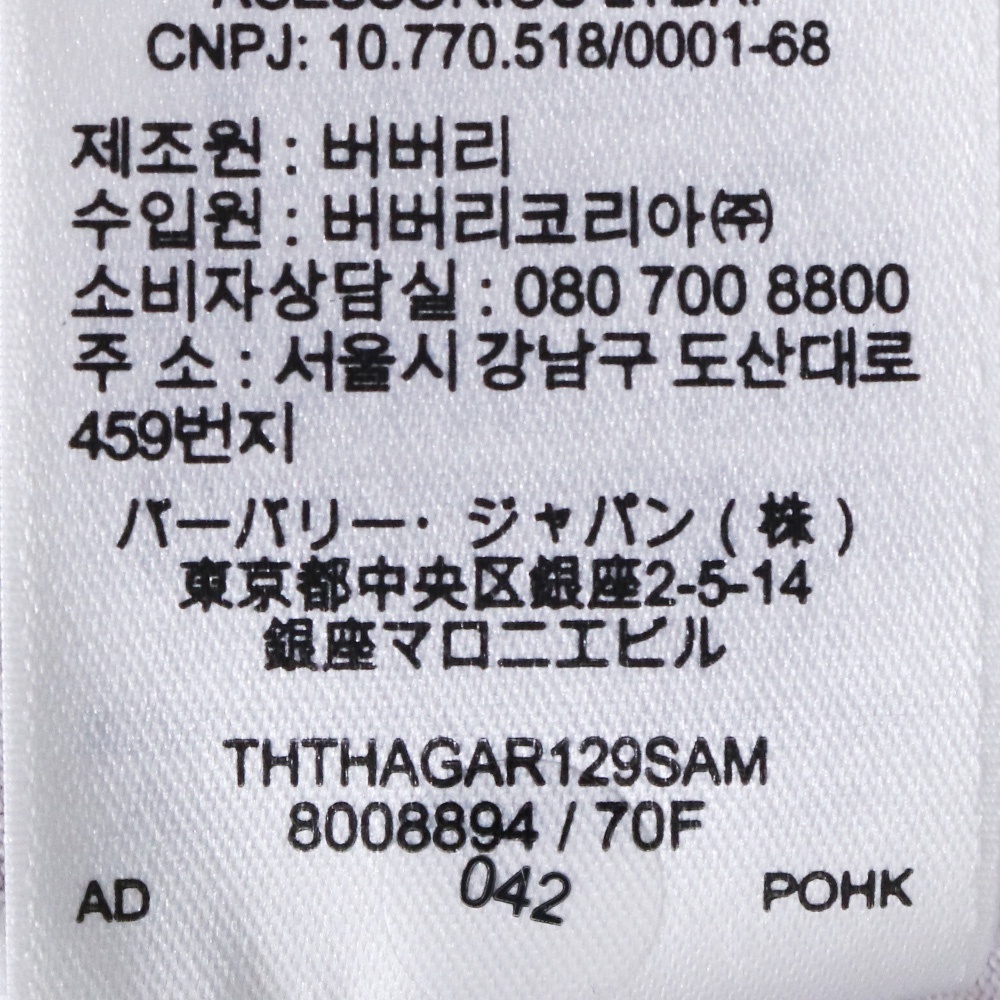 CNPJ: 10.770.518/0001-68
제조원 : 버버리
수입원 : 버버리코리아㈜
소비자상담실 : 080 700 8800
주 소 : 서울시 강남구 도산대로
459번지
バーバリー· ジャパン ( 株 )
東京都中央区銀座2-5-14
銀座マロニエビル
THTHAGAR129SAM
8008894 / 70F
042
AD POHK